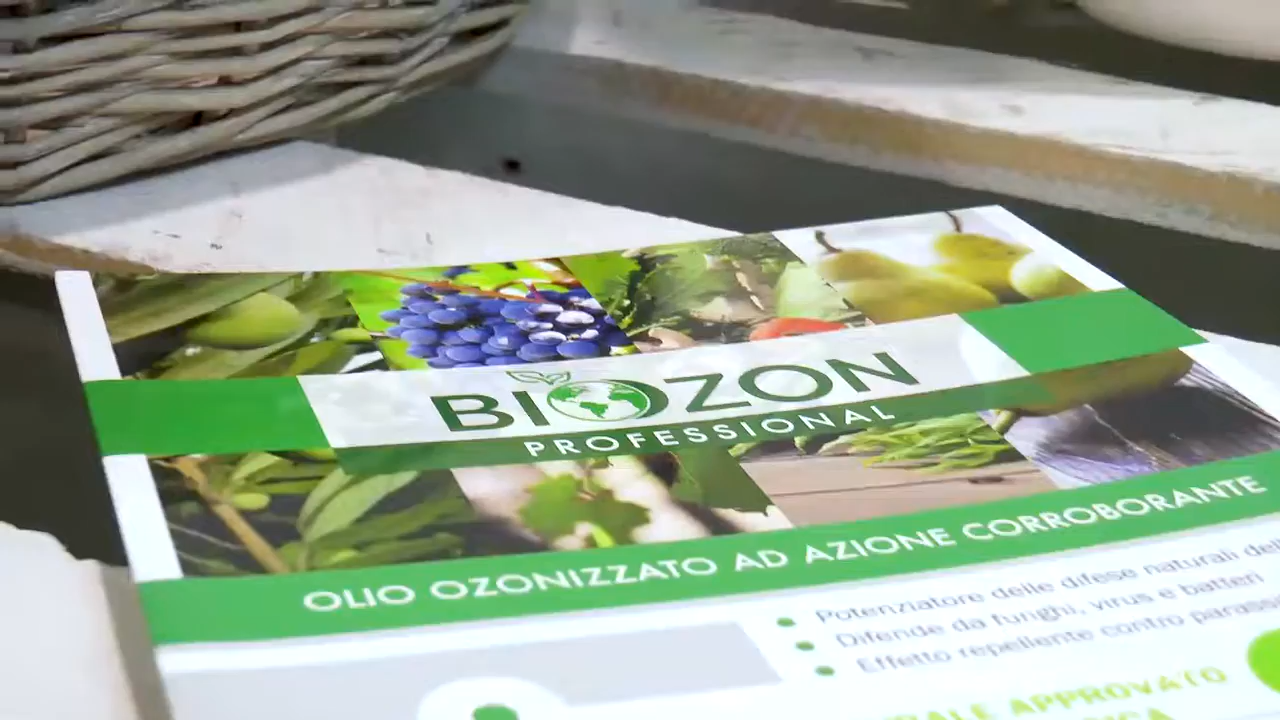 BIOZON
PROFESSIONAL
OLIO OZONIZZATO AD AZIONE CORROBORANTE
Potenziatore delle difese naturali
Difende da funghi, virus e batteri
Effetto repellente contro
APPROVATO